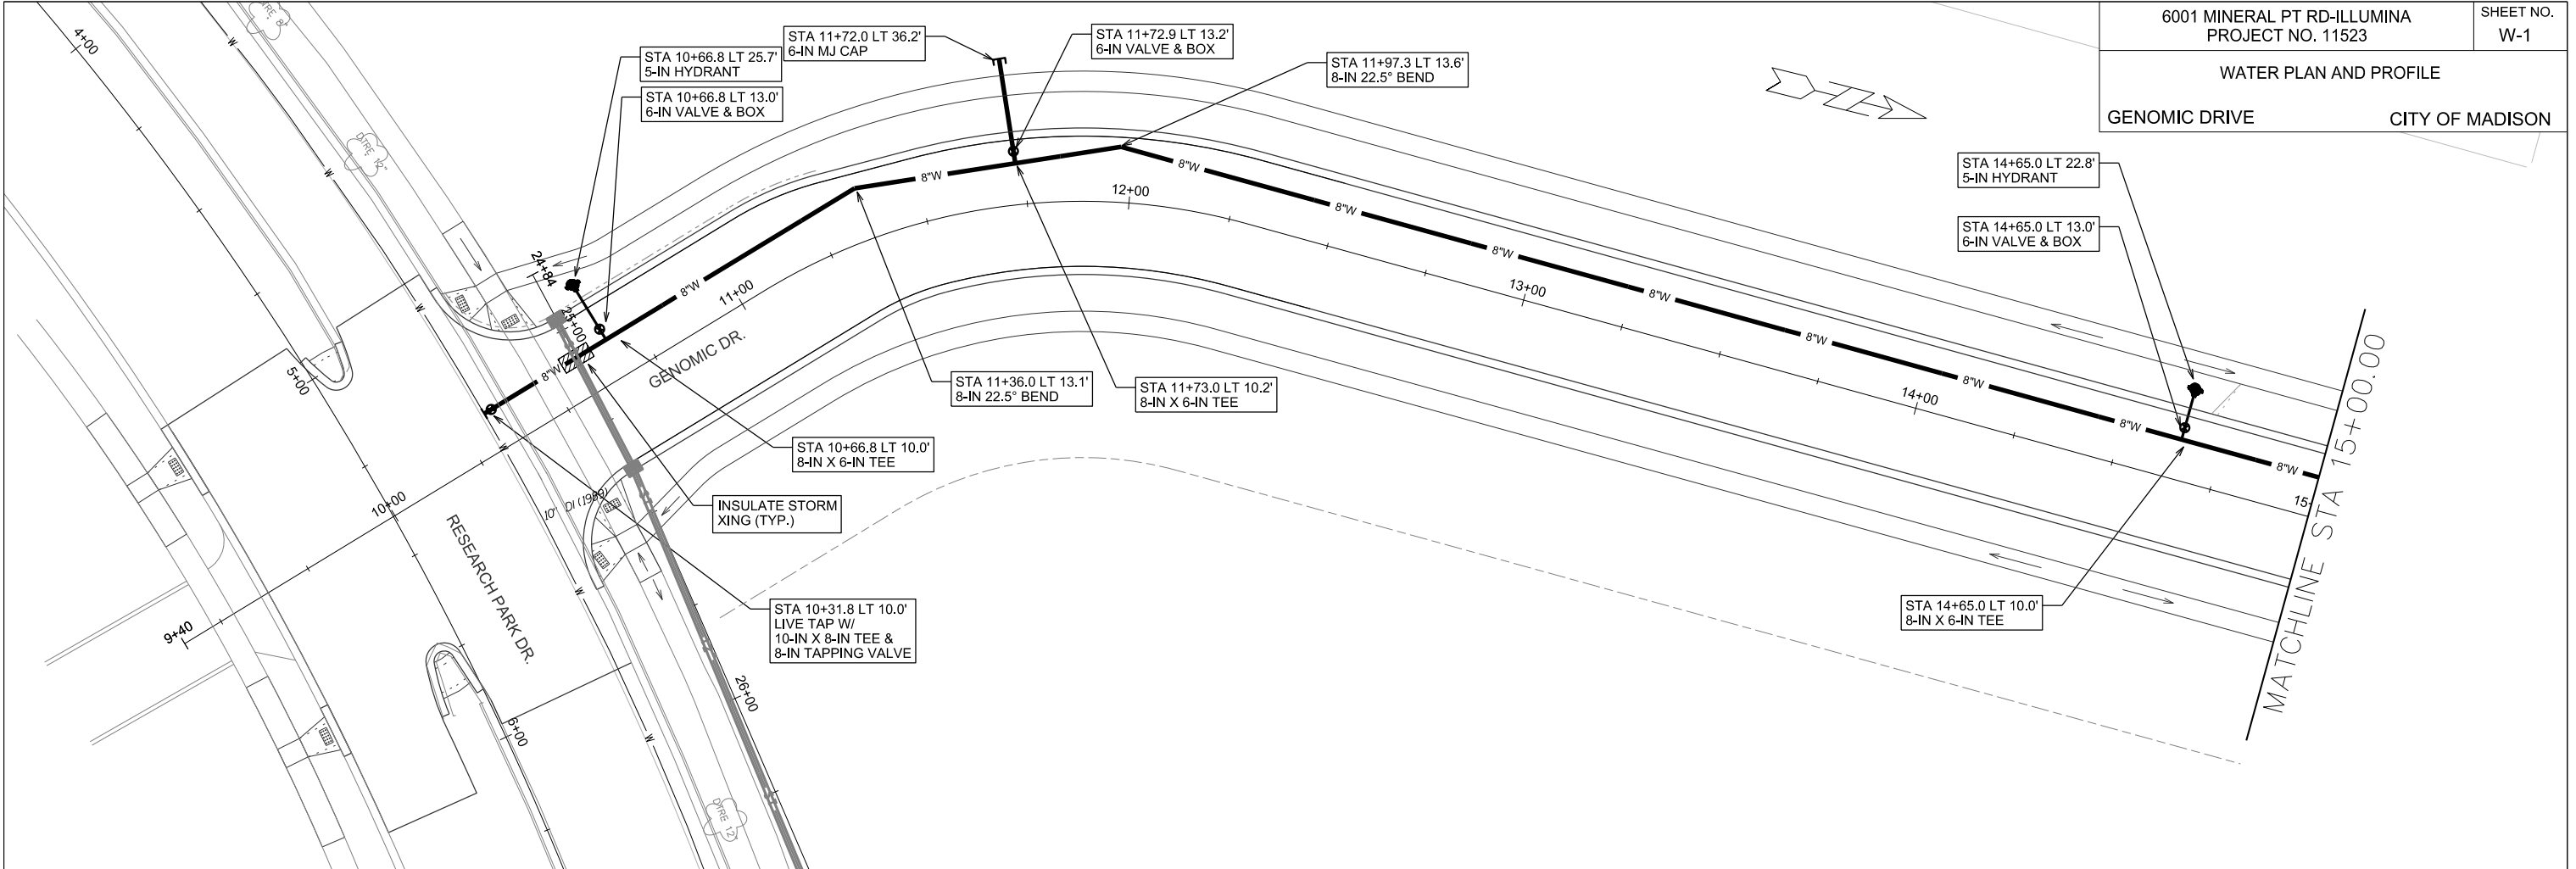 6001 MINERAL PT RD-ILLUMINA
PROJECT NO. 11523
SHEET NO.
W-1
WATER PLAN AND PROFILE
GENOMIC DRIVE
CITY OF MADISON
STA 10+66.8 LT 25.7'
5-IN HYDRANT
STA 10+66.8 LT 13.0'
6-IN VALVE & BOX
STA 11+72.0 LT 36.2'
6-IN MJ CAP
STA 11+72.9 LT 13.2'
6-IN VALVE & BOX
STA 11+97.3 LT 13.6'
8-IN 22.5° BEND
STA 14+65.0 LT 22.8'
5-IN HYDRANT
STA 14+65.0 LT 13.0'
6-IN VALVE & BOX
STA 11+36.0 LT 13.1'
8-IN 22.5° BEND
STA 11+73.0 LT 10.2'
8-IN X 6-IN TEE
STA 10+66.8 LT 10.0'
8-IN X 6-IN TEE
INSULATE STORM
XING (TYP.)
STA 10+31.8 LT 10.0'
LIVE TAP W/
10-IN X 8-IN TEE &
8-IN TAPPING VALVE
STA 14+65.0 LT 10.0'
8-IN X 6-IN TEE
4+00
5+00
6+00
9+40
10+00
11+00
12+00
13+00
14+00
15
24+84
25+00
26+00
GENOMIC DR.
RESEARCH PARK DR.
10" DI (1989)
MATCHLINE STA 15+00.00
DTRE 12"
DTRE 12"
DTRE 8"
8"W
8"W
8"W
8"W
8"W
8"W
8"W
8"W
8"W
8"W
8"W
W
W
W
W
W
W